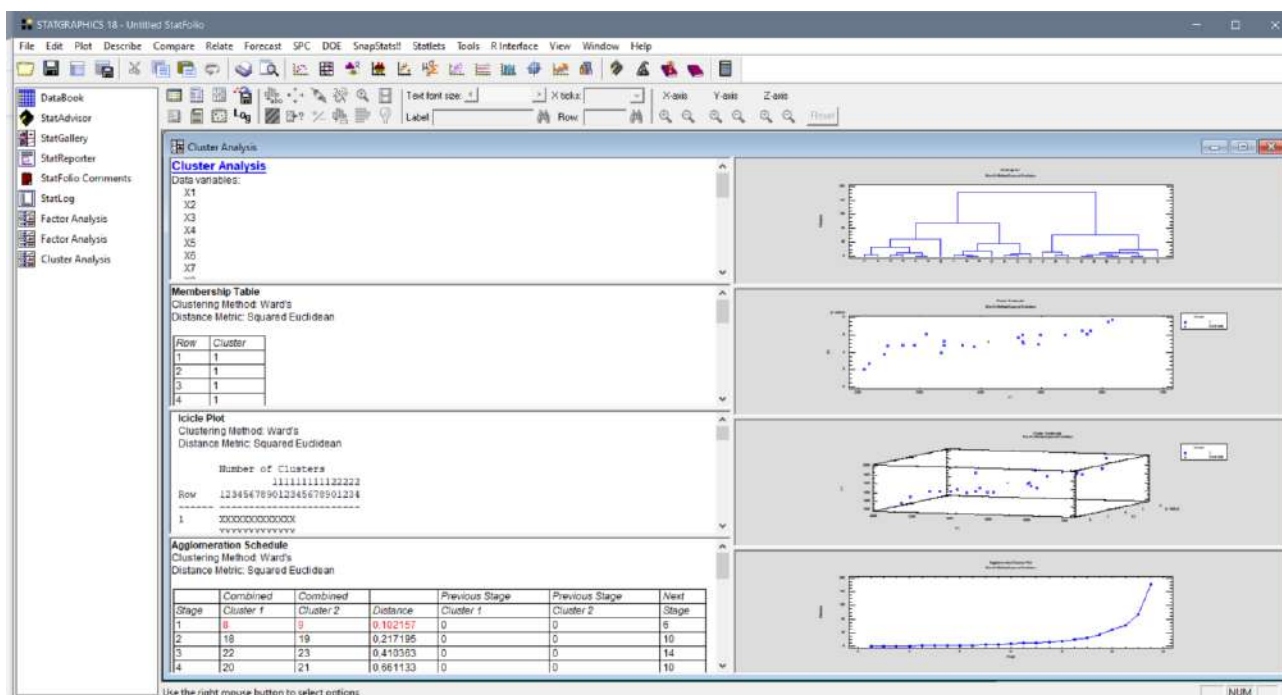 STATGRAPHICS 18 - Untitled StatFolio
File Edit Plot Describe Compare Relate Forecast SPC DOE SnapStats!! Statlets Tools R Interface View Window Help
Text font size: X ticks: X-axis Y-axis Z-axis
Log Label Row: Reset
DataBook
StatAdvisor
StatGallery
StatReporter
StatFolio Comments
StatLog
Factor Analysis
Factor Analysis
Cluster Analysis
Cluster Analysis
Cluster Analysis
Data variables:
X1
X2
X3
X4
X5
X6
X7
Membership Table
Clustering Method: Ward's
Distance Metric: Squared Euclidean
Row Cluster
1 1
2 1
3 1
4 1
Icicle Plot
Clustering Method: Ward's
Distance Metric: Squared Euclidean
Number of Clusters
111111111122222
Row 123456789012345678901234
------ ------------------------
1 XXXXXXXXXXXXX
Agglomeration Schedule
Clustering Method: Ward's
Distance Metric: Squared Euclidean
Combined Combined Previous Stage Previous Stage Next
Stage Cluster 1 Cluster 2 Distance Cluster 1 Cluster 2 Stage
1 8 9 0,102157 0 0 6
2 18 19 0,217195 0 0 10
3 22 23 0,410363 0 0 14
4 20 21 0,661133 0 0 10
Use the right mouse button to select options.
NUM